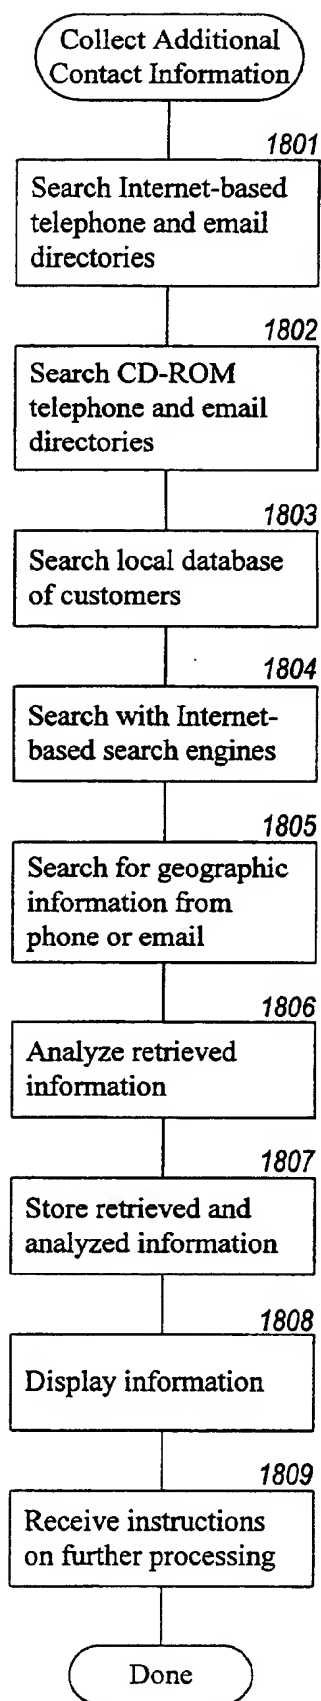 Collect Additional
Contact Information
1801
Search Internet-based
telephone and email
directories
1802
Search CD-ROM
telephone and email
directories
1803
Search local database
of customers
1804
Search with Internet-
based search engines
1805
Search for geographic
information from
phone or email
1806
Analyze retrieved
information
1807
Store retrieved and
analyzed information
1808
Display information
1809
Receive instructions
on further processing
Done